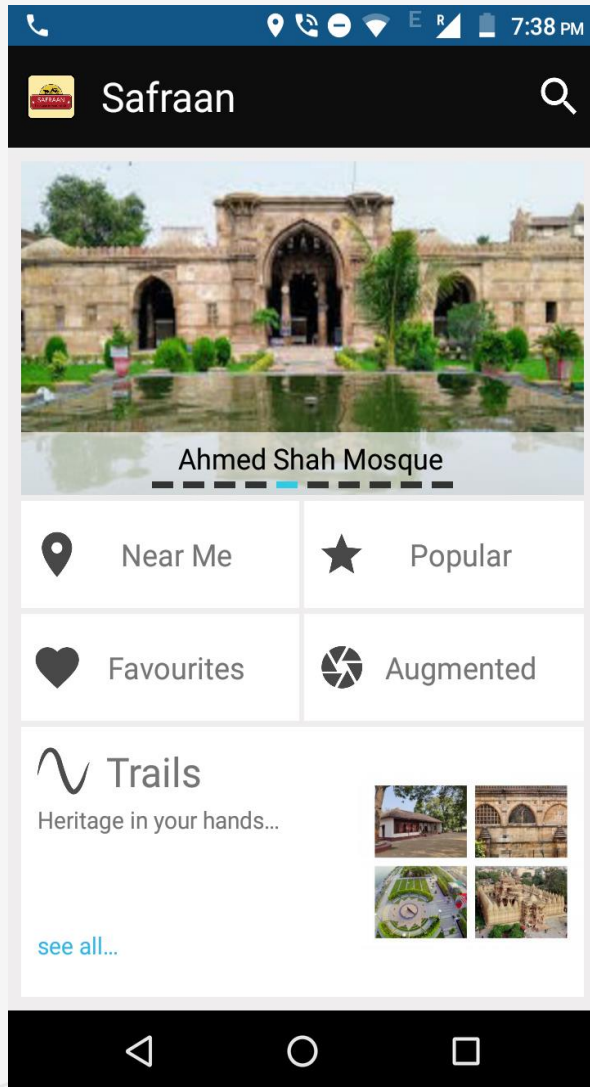 E R 7:38 PM
SAFRAAN
Safraan
Ahmed Shah Mosque
Near Me
Popular
Favourites
Augmented
Trails
Heritage in your hands...
see all...